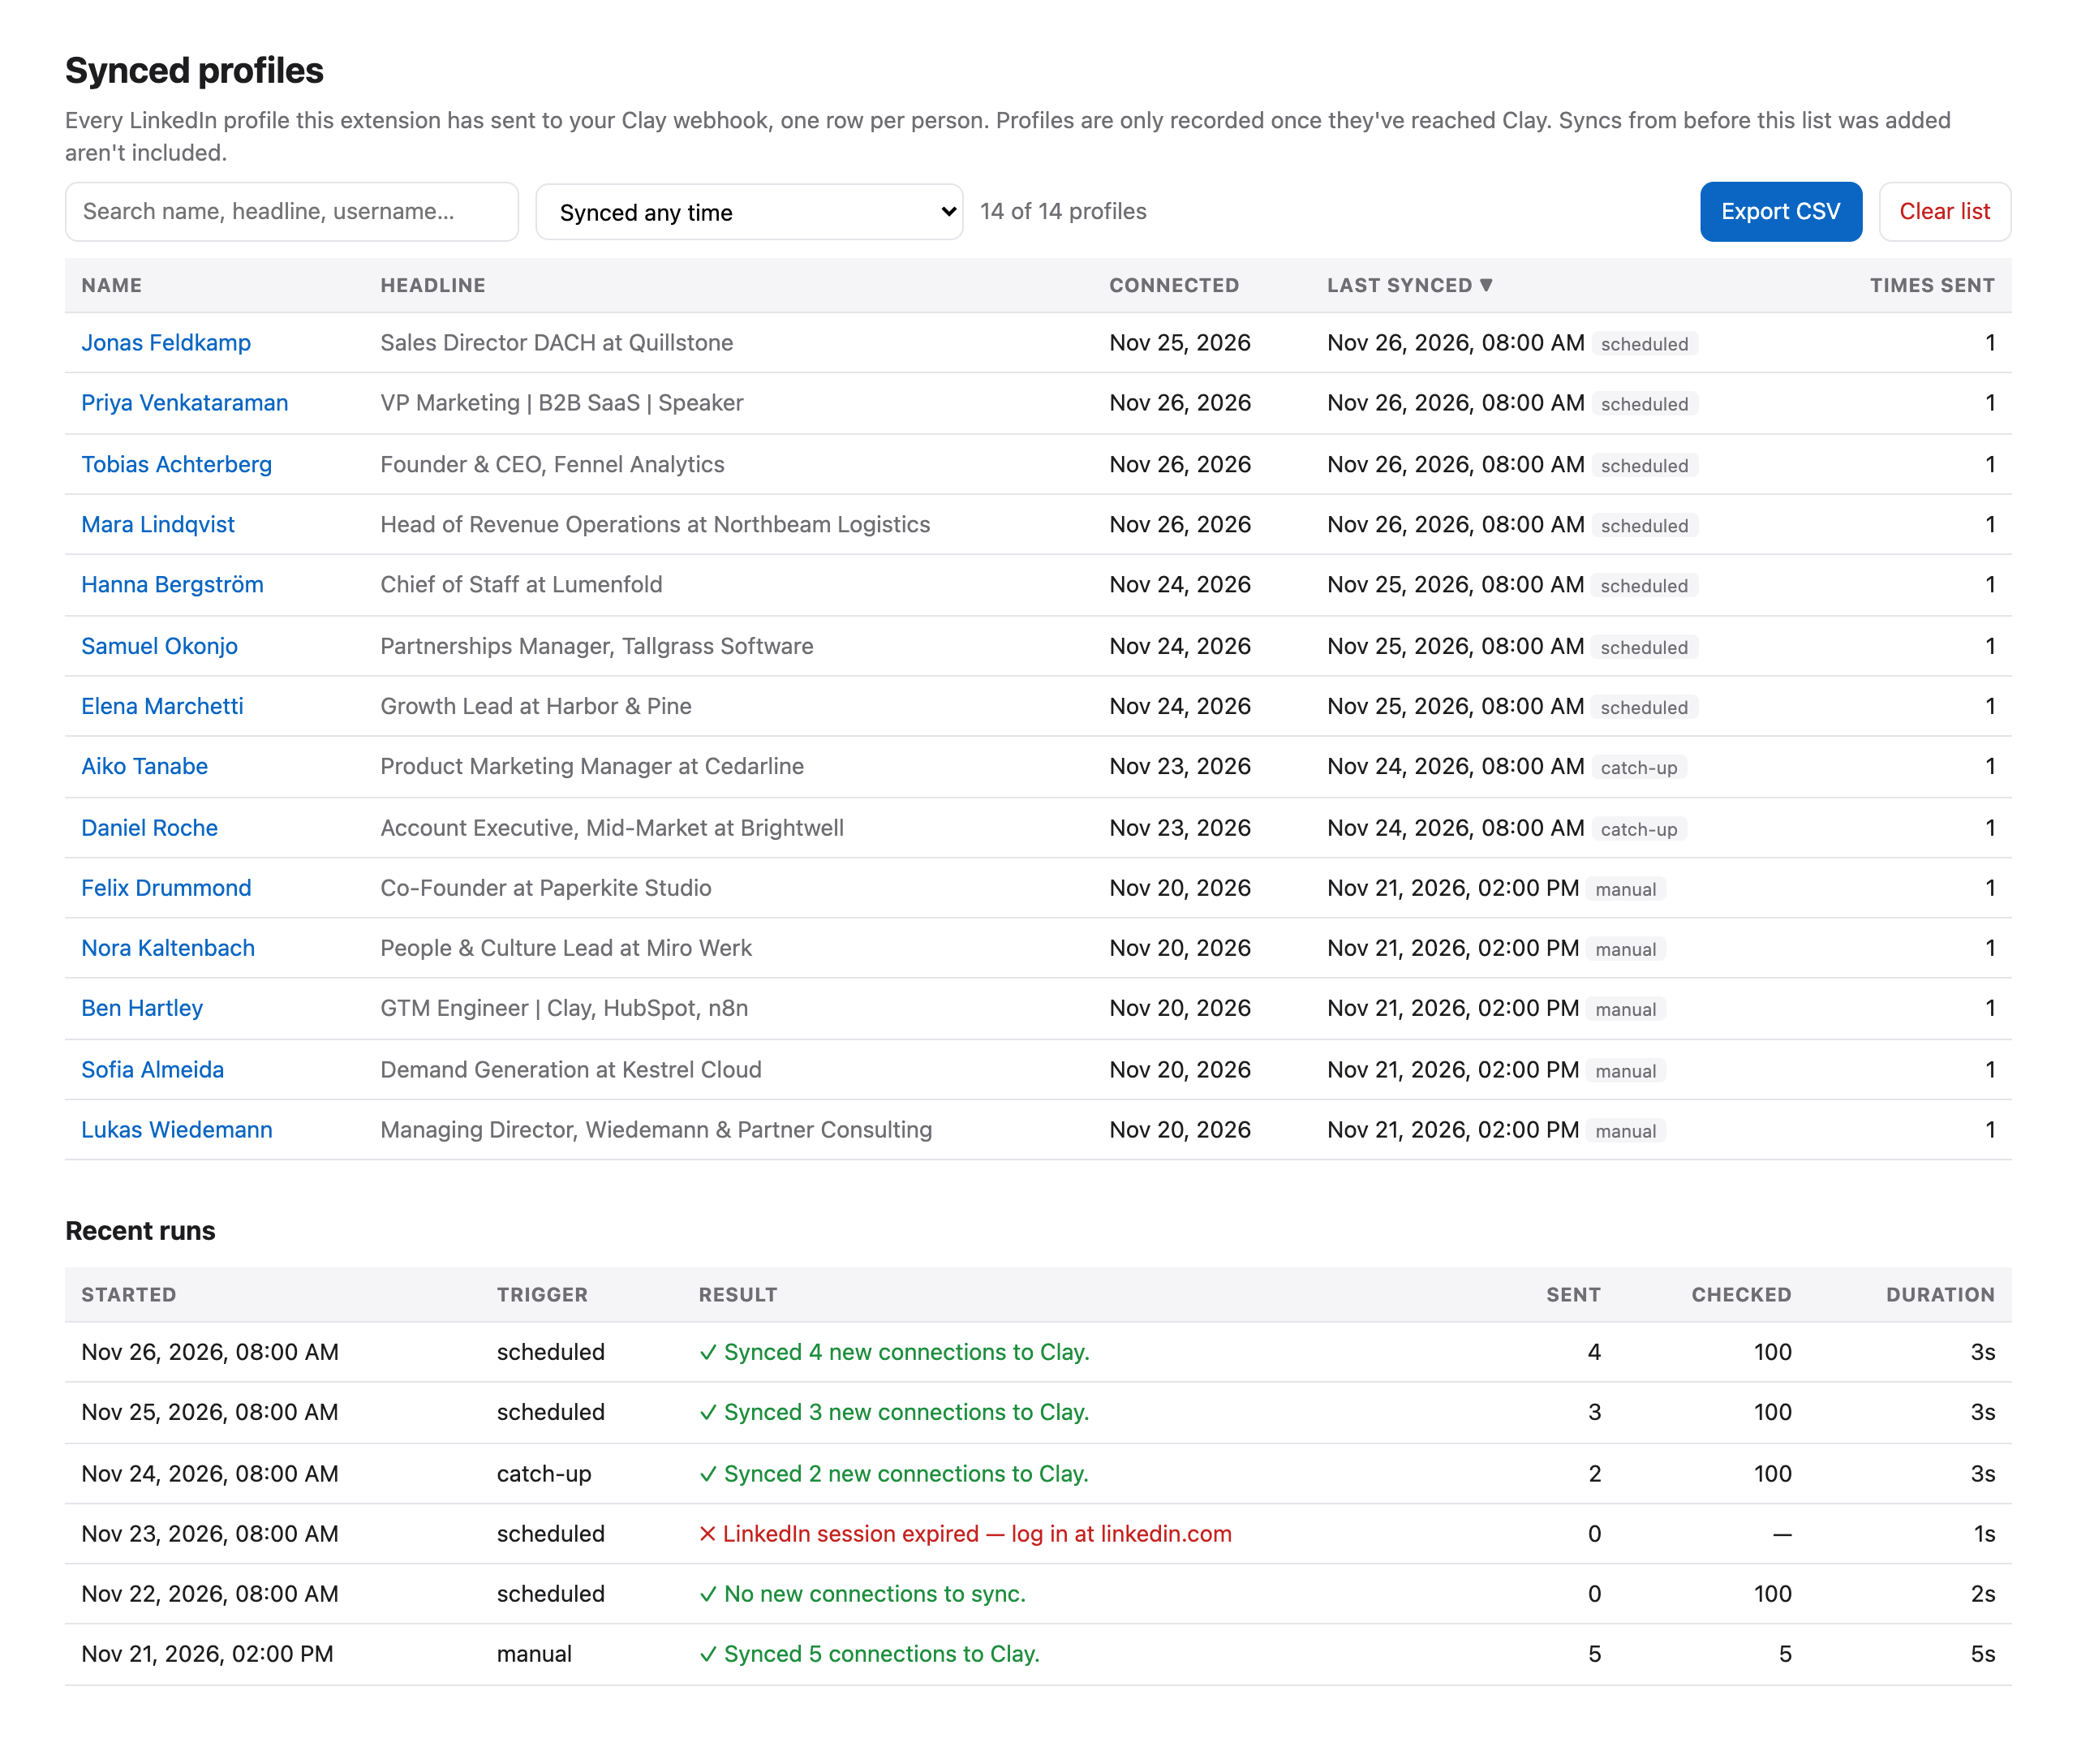 Synced profiles
Every LinkedIn profile this extension has sent to your Clay webhook, one row per person. Profiles are only recorded once they've reached Clay. Syncs from before this list was added
aren't included.
Search name, headline, username... Synced any time 14 of 14 profiles Export CSV Clear list
NAME HEADLINE CONNECTED LAST SYNCED ▼ TIMES SENT
Jonas Feldkamp Sales Director DACH at Quillstone Nov 25, 2026 Nov 26, 2026, 08:00 AM scheduled 1
Priya Venkataraman VP Marketing | B2B SaaS | Speaker Nov 26, 2026 Nov 26, 2026, 08:00 AM scheduled 1
Tobias Achterberg Founder & CEO, Fennel Analytics Nov 26, 2026 Nov 26, 2026, 08:00 AM scheduled 1
Mara Lindqvist Head of Revenue Operations at Northbeam Logistics Nov 26, 2026 Nov 26, 2026, 08:00 AM scheduled 1
Hanna Bergström Chief of Staff at Lumenfold Nov 24, 2026 Nov 25, 2026, 08:00 AM scheduled 1
Samuel Okonjo Partnerships Manager, Tallgrass Software Nov 24, 2026 Nov 25, 2026, 08:00 AM scheduled 1
Elena Marchetti Growth Lead at Harbor & Pine Nov 24, 2026 Nov 25, 2026, 08:00 AM scheduled 1
Aiko Tanabe Product Marketing Manager at Cedarline Nov 23, 2026 Nov 24, 2026, 08:00 AM catch-up 1
Daniel Roche Account Executive, Mid-Market at Brightwell Nov 23, 2026 Nov 24, 2026, 08:00 AM catch-up 1
Felix Drummond Co-Founder at Paperkite Studio Nov 20, 2026 Nov 21, 2026, 02:00 PM manual 1
Nora Kaltenbach People & Culture Lead at Miro Werk Nov 20, 2026 Nov 21, 2026, 02:00 PM manual 1
Ben Hartley GTM Engineer | Clay, HubSpot, n8n Nov 20, 2026 Nov 21, 2026, 02:00 PM manual 1
Sofia Almeida Demand Generation at Kestrel Cloud Nov 20, 2026 Nov 21, 2026, 02:00 PM manual 1
Lukas Wiedemann Managing Director, Wiedemann & Partner Consulting Nov 20, 2026 Nov 21, 2026, 02:00 PM manual 1
Recent runs
STARTED TRIGGER RESULT SENT CHECKED DURATION
Nov 26, 2026, 08:00 AM scheduled ✓ Synced 4 new connections to Clay. 4 100 3s
Nov 25, 2026, 08:00 AM scheduled ✓ Synced 3 new connections to Clay. 3 100 3s
Nov 24, 2026, 08:00 AM catch-up ✓ Synced 2 new connections to Clay. 2 100 3s
Nov 23, 2026, 08:00 AM scheduled ✕ LinkedIn session expired — log in at linkedin.com 0 — 1s
Nov 22, 2026, 08:00 AM scheduled ✓ No new connections to sync. 0 100 2s
Nov 21, 2026, 02:00 PM manual ✓ Synced 5 connections to Clay. 5 5 5s